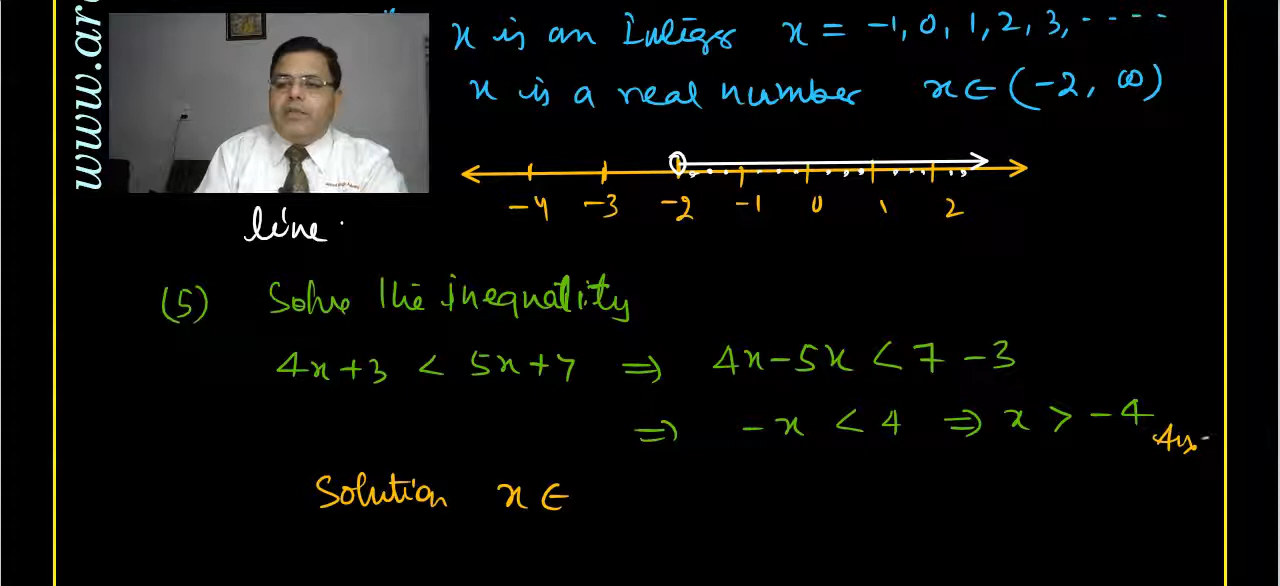 www.ar
x is an Integer x = -1, 0, 1, 2, 3, ....
x is a real number x ∈ (-2, ∞)
-4 -3 -2 -1 0 1 2
line.
(5) Solve the inequality
4x+3 < 5x+7 ⇒ 4x-5x < 7-3
⇒ -x < 4 ⇒ x > -4 Ans
Solution x ∈